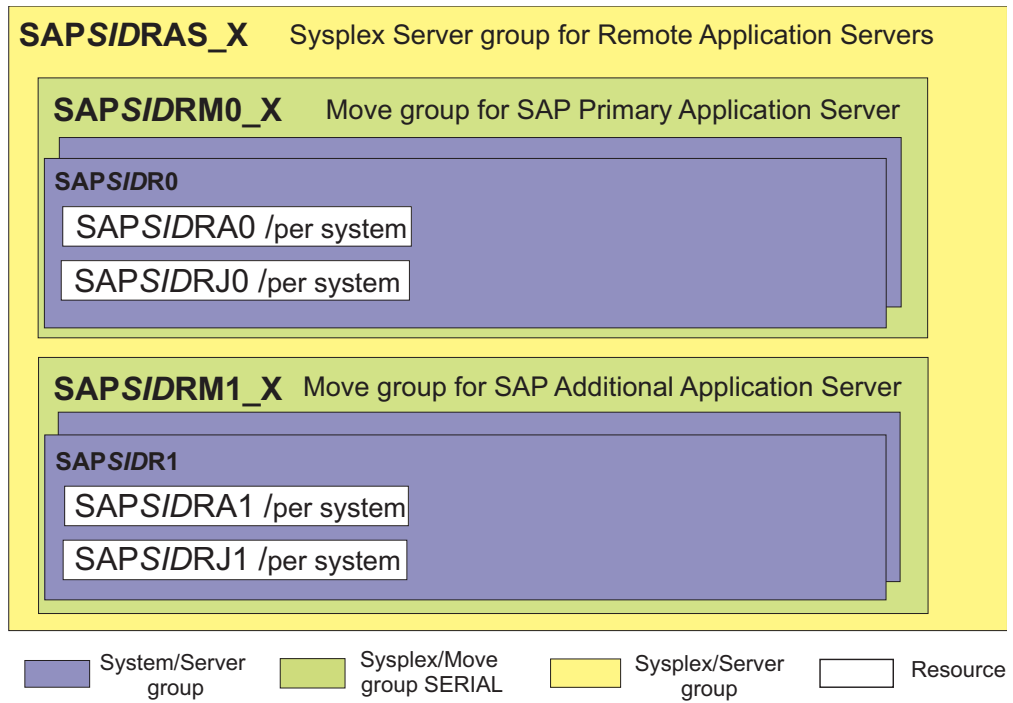 SAPSIDRAS_X Sysplex Server group for Remote Application Servers
SAPSIDRM0_X Move group for SAP Primary Application Server
SAPSIDR0
SAPSIDRA0 /per system
SAPSIDRJ0 /per system
SAPSIDRM1_X Move group for SAP Additional Application Server
SAPSIDR1
SAPSIDRA1 /per system
SAPSIDRJ1 /per system
System/Server
group
Sysplex/Move
group SERIAL
Sysplex/Server
group
Resource